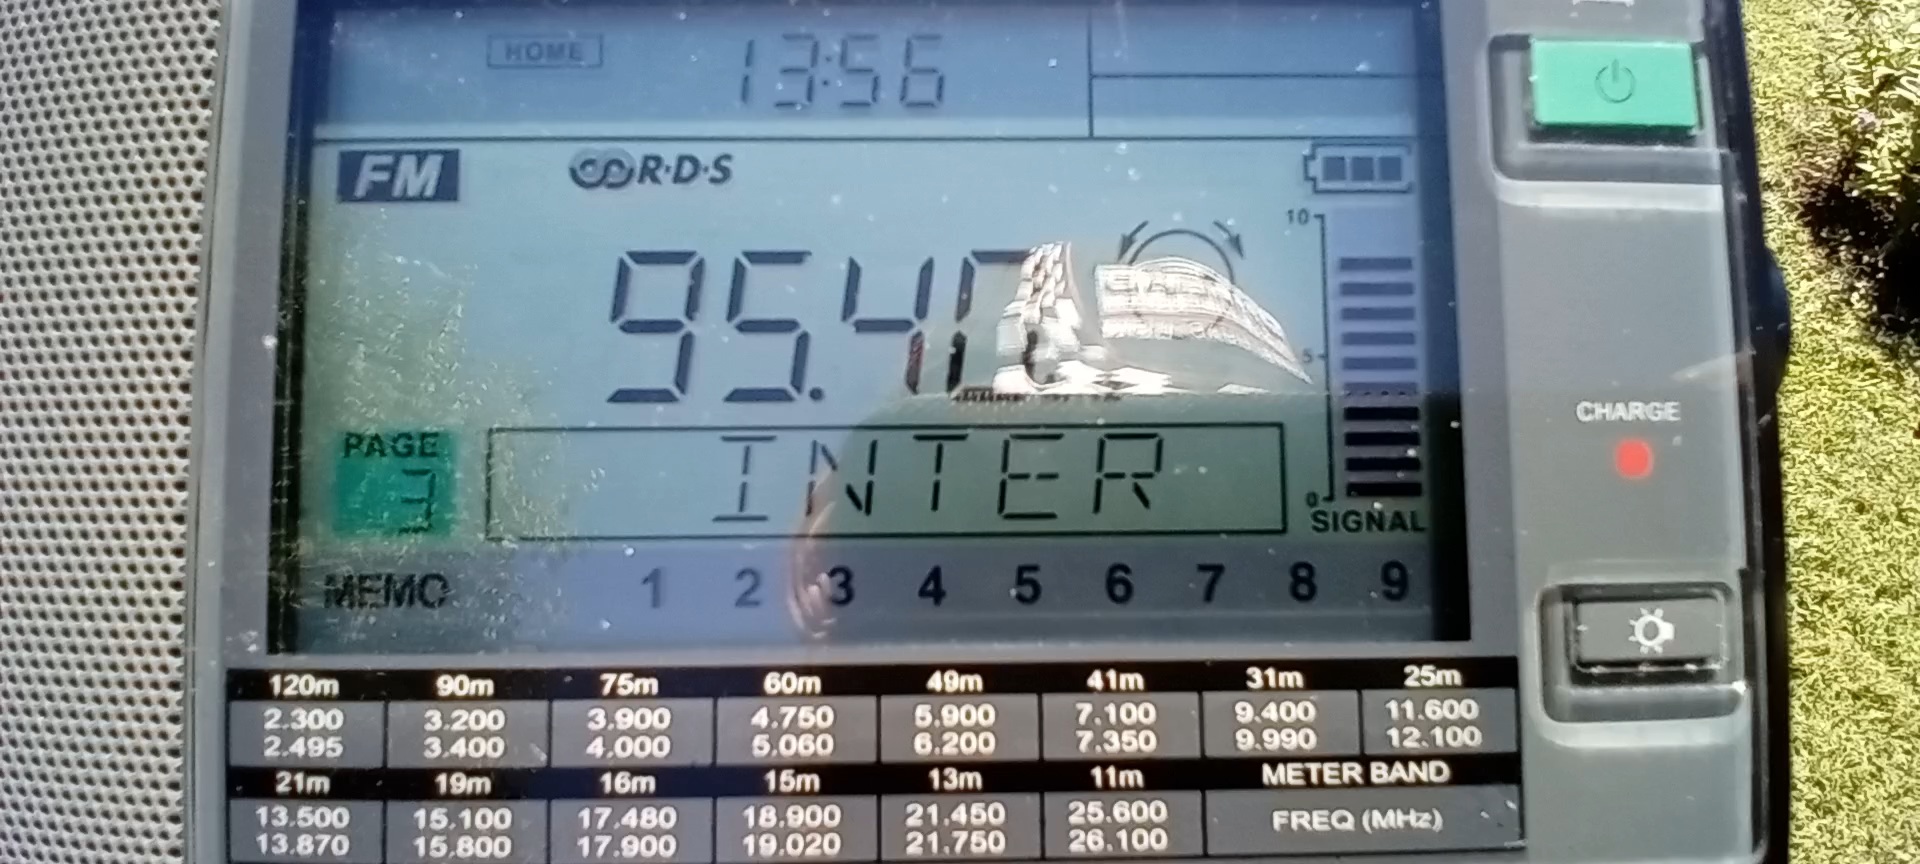 HOME 13:56
FM R·D·S
10
95.40
5
PAGE
3
INTER
0
SIGNAL
MEMO 1 2 3 4 5 6 7 8 9
CHARGE
120m 90m 75m 60m 49m 41m 31m 25m
2.300 3.200 3.900 4.750 5.900 7.100 9.400 11.600
2.495 3.400 4.000 5.060 6.200 7.350 9.990 12.100
21m 19m 16m 15m 13m 11m METER BAND
13.500 15.100 17.480 18.900 21.450 25.600 FREQ (MHz)
13.870 15.800 17.900 19.020 21.750 26.100